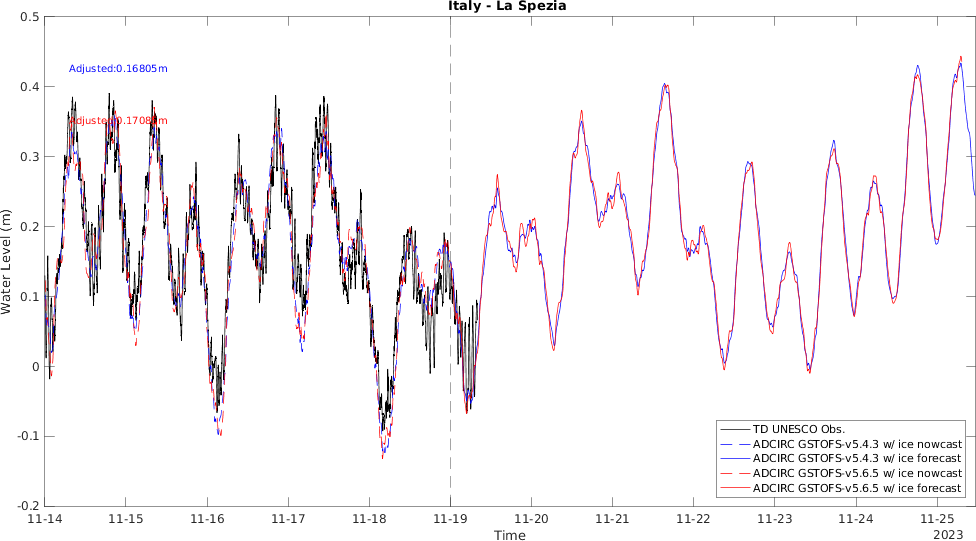 Italy - La Spezia
0.5
Adjusted:0.16805m
0.4
0.3
0.2
0.1
0
-0.1
-0.2
Water Level (m)
TD UNESCO Obs.
ADCIRC GSTOFS-v5.4.3 w/ ice nowcast
ADCIRC GSTOFS-v5.4.3 w/ ice forecast
ADCIRC GSTOFS-v5.6.5 w/ ice nowcast
ADCIRC GSTOFS-v5.6.5 w/ ice forecast
11-14 11-15 11-16 11-17 11-18 11-19 11-20 11-21 11-22 11-23 11-24 11-25
Time
2023